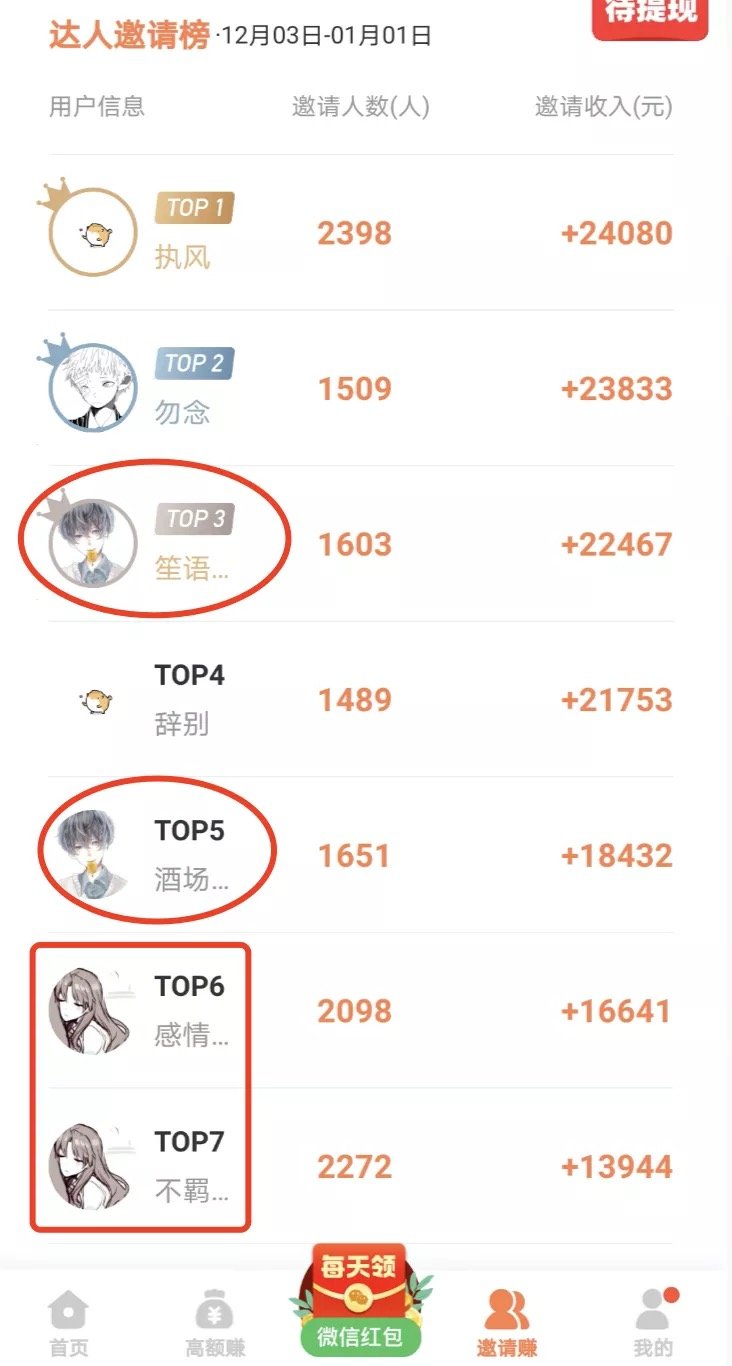 待提现
达人邀请榜·12月03日-01月01日
用户信息 邀请人数(人) 邀请收入(元)
TOP 1
执风 2398 +24080
TOP 2
勿念 1509 +23833
TOP 3
笙语... 1603 +22467
TOP4
辞别 1489 +21753
TOP5
酒场... 1651 +18432
TOP6
感情... 2098 +16641
TOP7
不羁... 2272 +13944
每天领
微信红包
首页 高额赚 邀请赚 我的